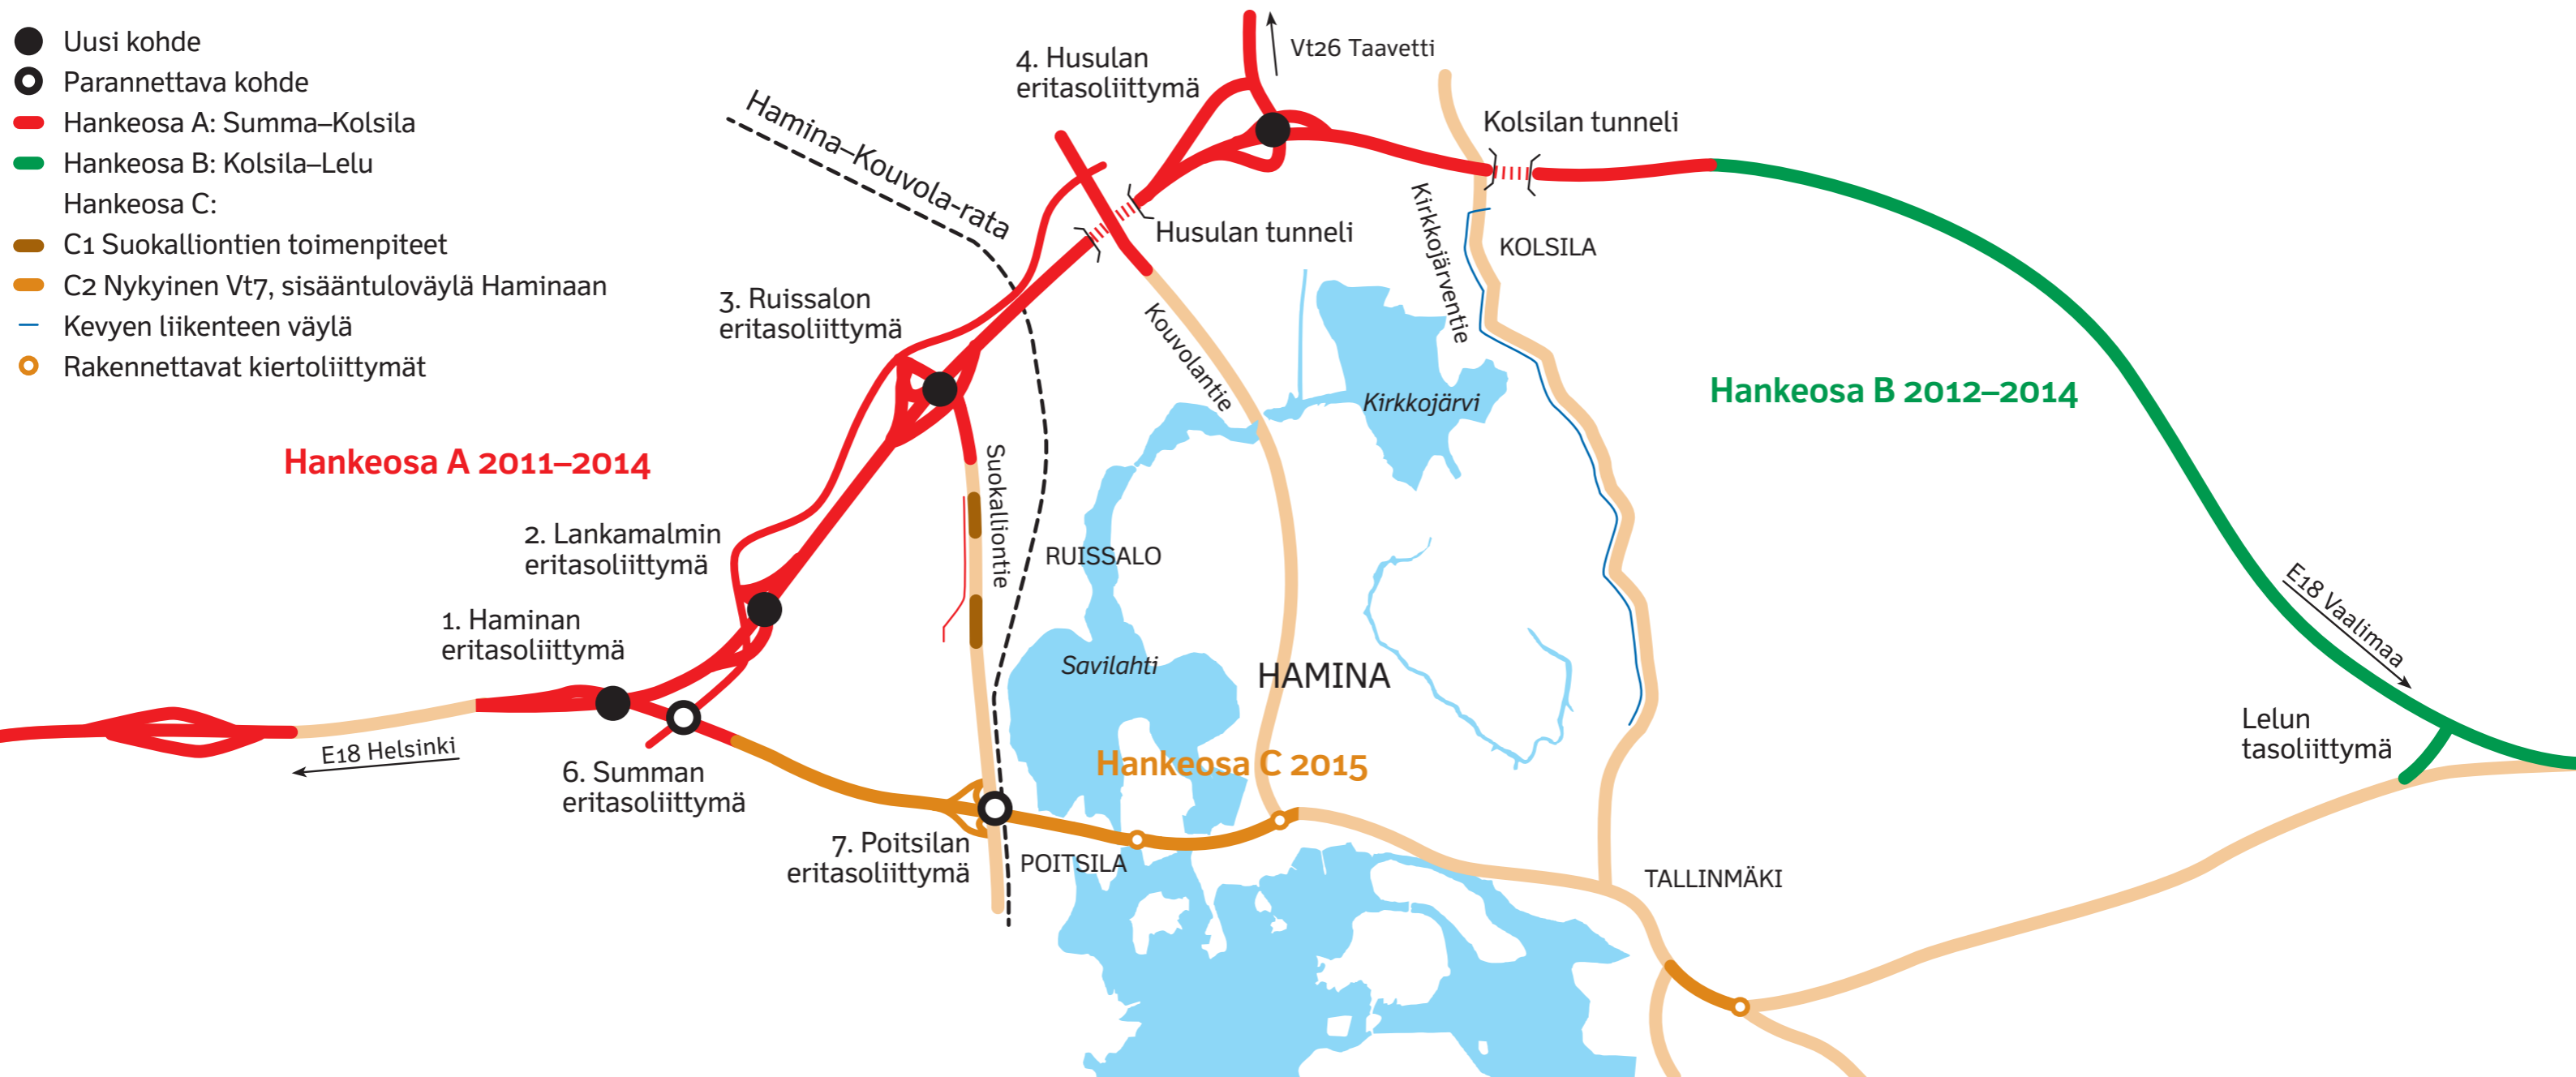 Uusi kohde
Parannettava kohde
Hankeosa A: Summa–Kolsila
Hankeosa B: Kolsila–Lelu
Hankeosa C:
C1 Suokalliontien toimenpiteet
C2 Nykyinen Vt7, sisääntuloväylä Haminaan
Kevyen liikenteen väylä
Rakennettavat kiertoliittymät
Hamina–Kouvola-rata
4. Husulan
eritasoliittymä
Vt26 Taavetti
Kolsilan tunneli
Husulan tunneli
Kirkkojärventie
KOLSILA
3. Ruissalon
eritasoliittymä
Kouvolantie
Kirkkojärvi
Hankeosa B 2012–2014
Hankeosa A 2011–2014
Suokalliontie
2. Lankamalmin
eritasoliittymä
RUISSALO
1. Haminan
eritasoliittymä
Savilahti
HAMINA
E18 Vaalimaa
Lelun
tasoliittymä
E18 Helsinki
6. Summan
eritasoliittymä
Hankeosa C 2015
7. Poitsilan
eritasoliittymä
POITSILA
TALLINMÄKI